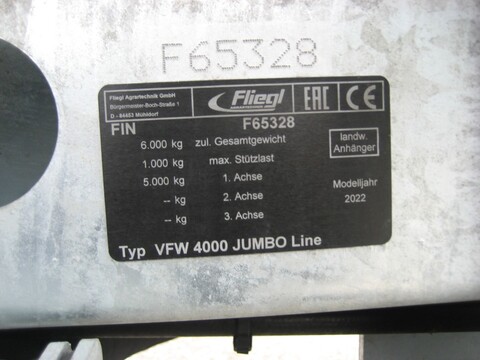 F65328
Fliegl Agrartechnik GmbH
Bürgermeister-Boch-Straße 1
D - 84453 Mühldorf
Fliegl
EAC CE
FIN F65328
6.000 kg zul. Gesamtgewicht
1.000 kg max. Stützlast
5.000 kg 1. Achse
-- kg 2. Achse
-- kg 3. Achse
landw.
Anhänger
Modelljahr
2022
Typ VFW 4000 JUMBO Line